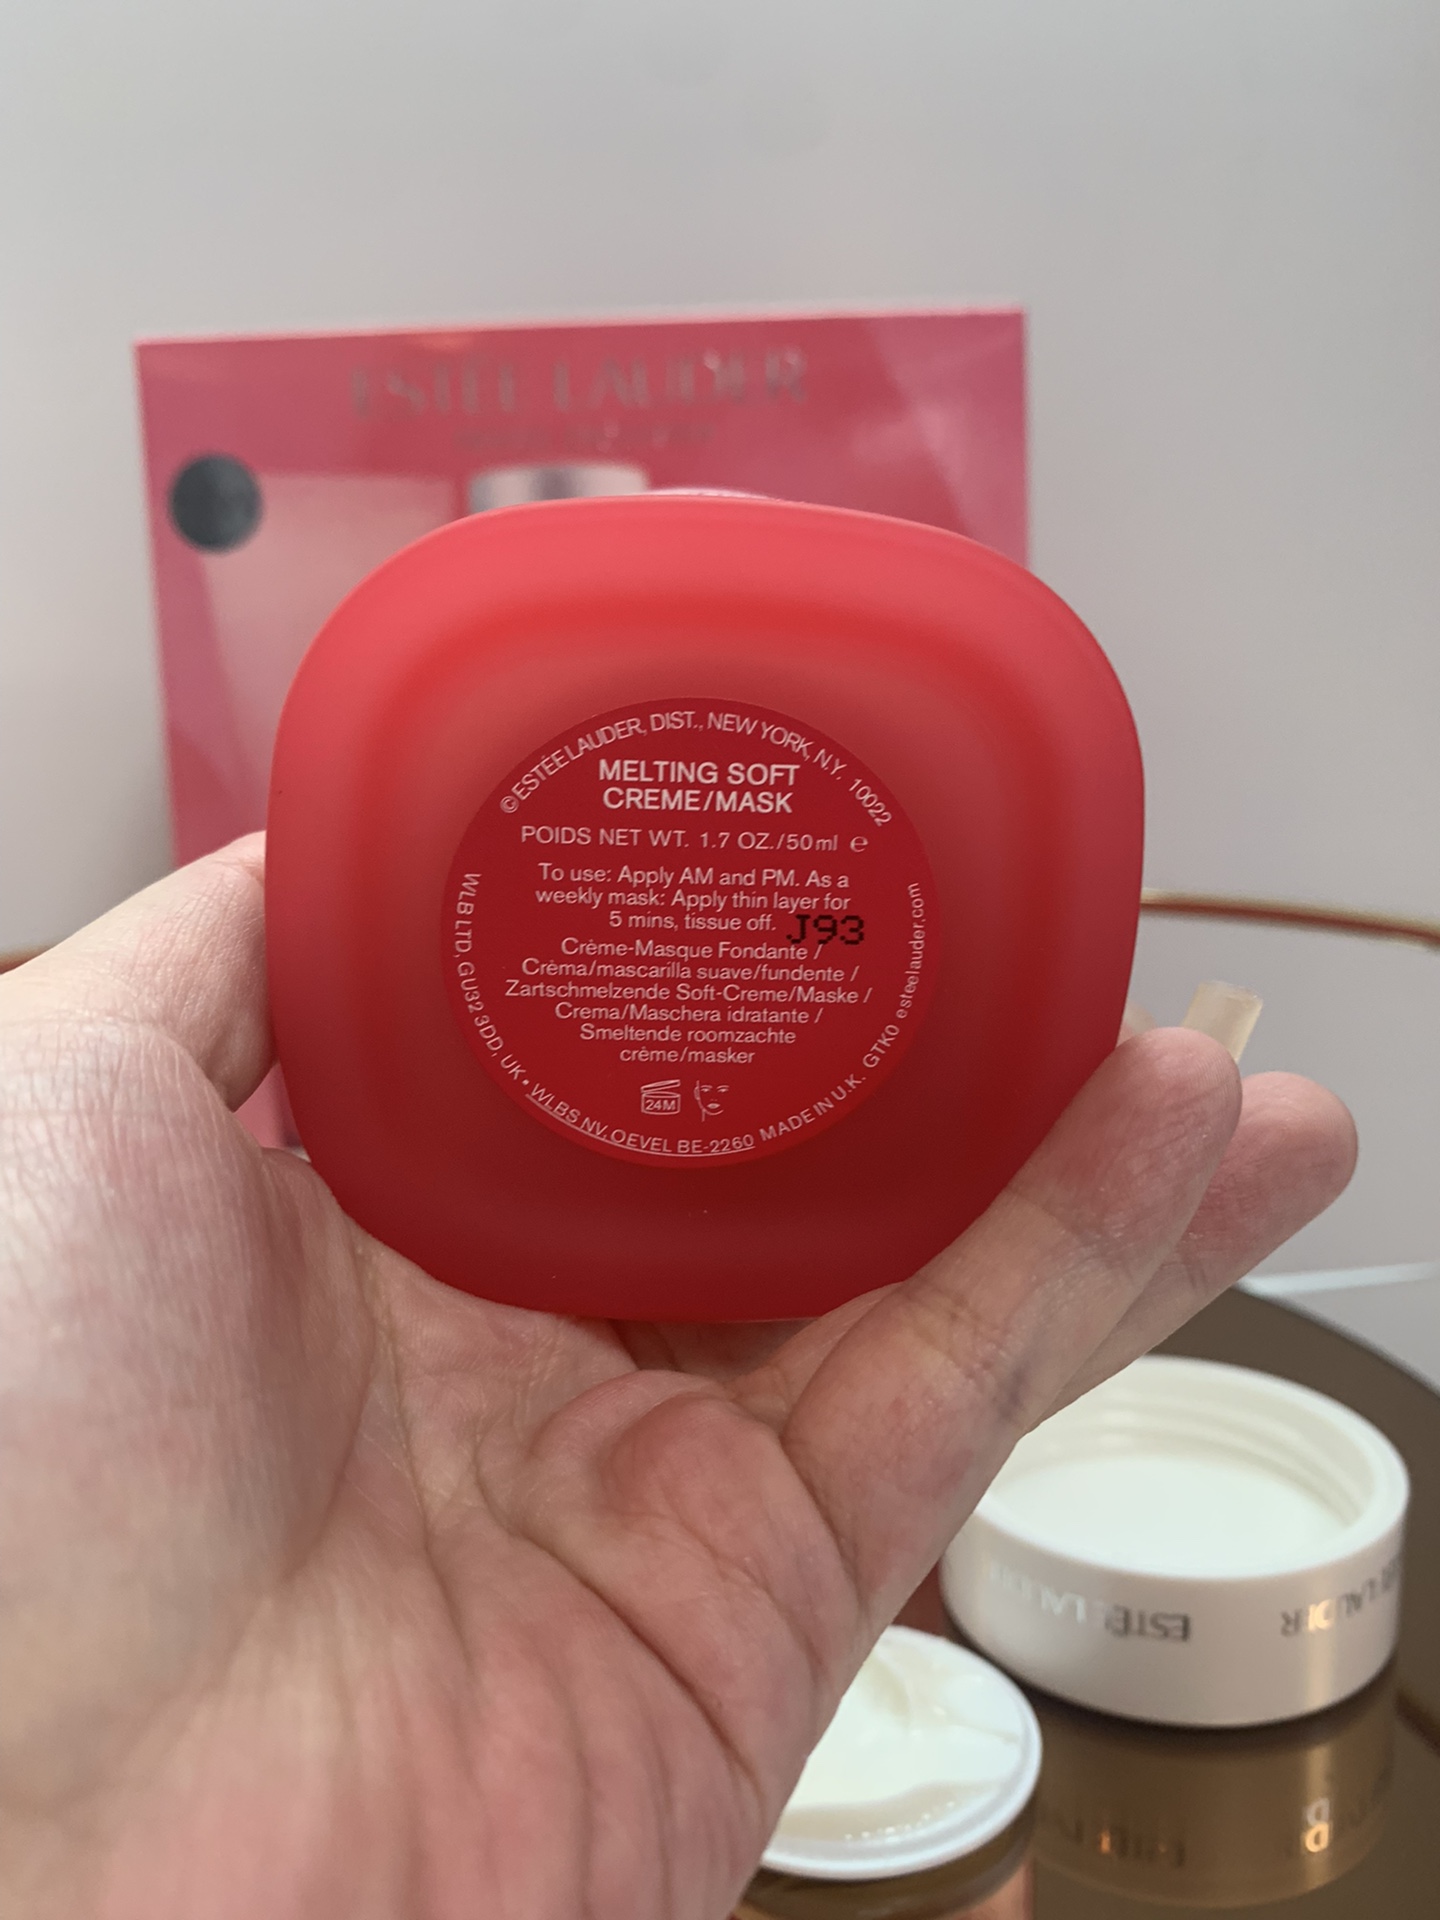 ESTÉE LAUDER
©ESTÉE LAUDER, DIST., NEW YORK, N.Y. 10022
MELTING SOFT
CREME/MASK
POIDS NET WT. 1.7 OZ./50ml e
To use: Apply AM and PM. As a
weekly mask: Apply thin layer for
5 mins, tissue off.
J93
Crème-Masque Fondante /
Crèma/mascarilla suave/fundente /
Zartschmelzende Soft-Creme/Maske /
Crema/Maschera idratante /
Smeltende roomzachte
crème/masker
24M
WLB LTD, GU32 3DD, UK • WLBS NV, OEVEL BE-2260 MADE IN U.K. GTK0 esteelauder.com
ESTÉE LAUDER